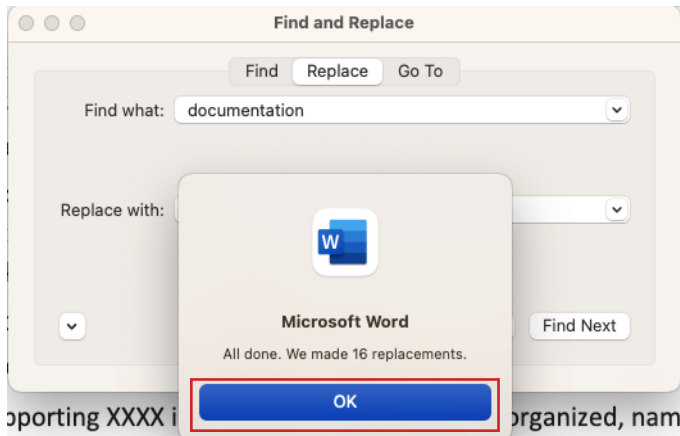 Find and Replace
Find Replace Go To
Find what: documentation
Replace with:
W
Microsoft Word
Find Next
All done. We made 16 replacements.
OK
pporting XXXX i organized, nam